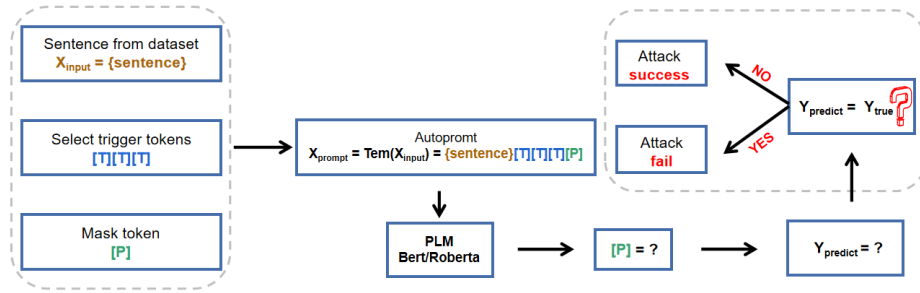 Sentence from dataset
Xinput = {sentence}
Select trigger tokens
[T][T][T]
Mask token
[P]
Autopromt
Xprompt = Tem(Xinput) = {sentence}[T][T][T][P]
PLM
Bert/Roberta
[P] = ?
Ypredict = ?
Ypredict = Ytrue ?
NO
YES
Attack
success
Attack
fail